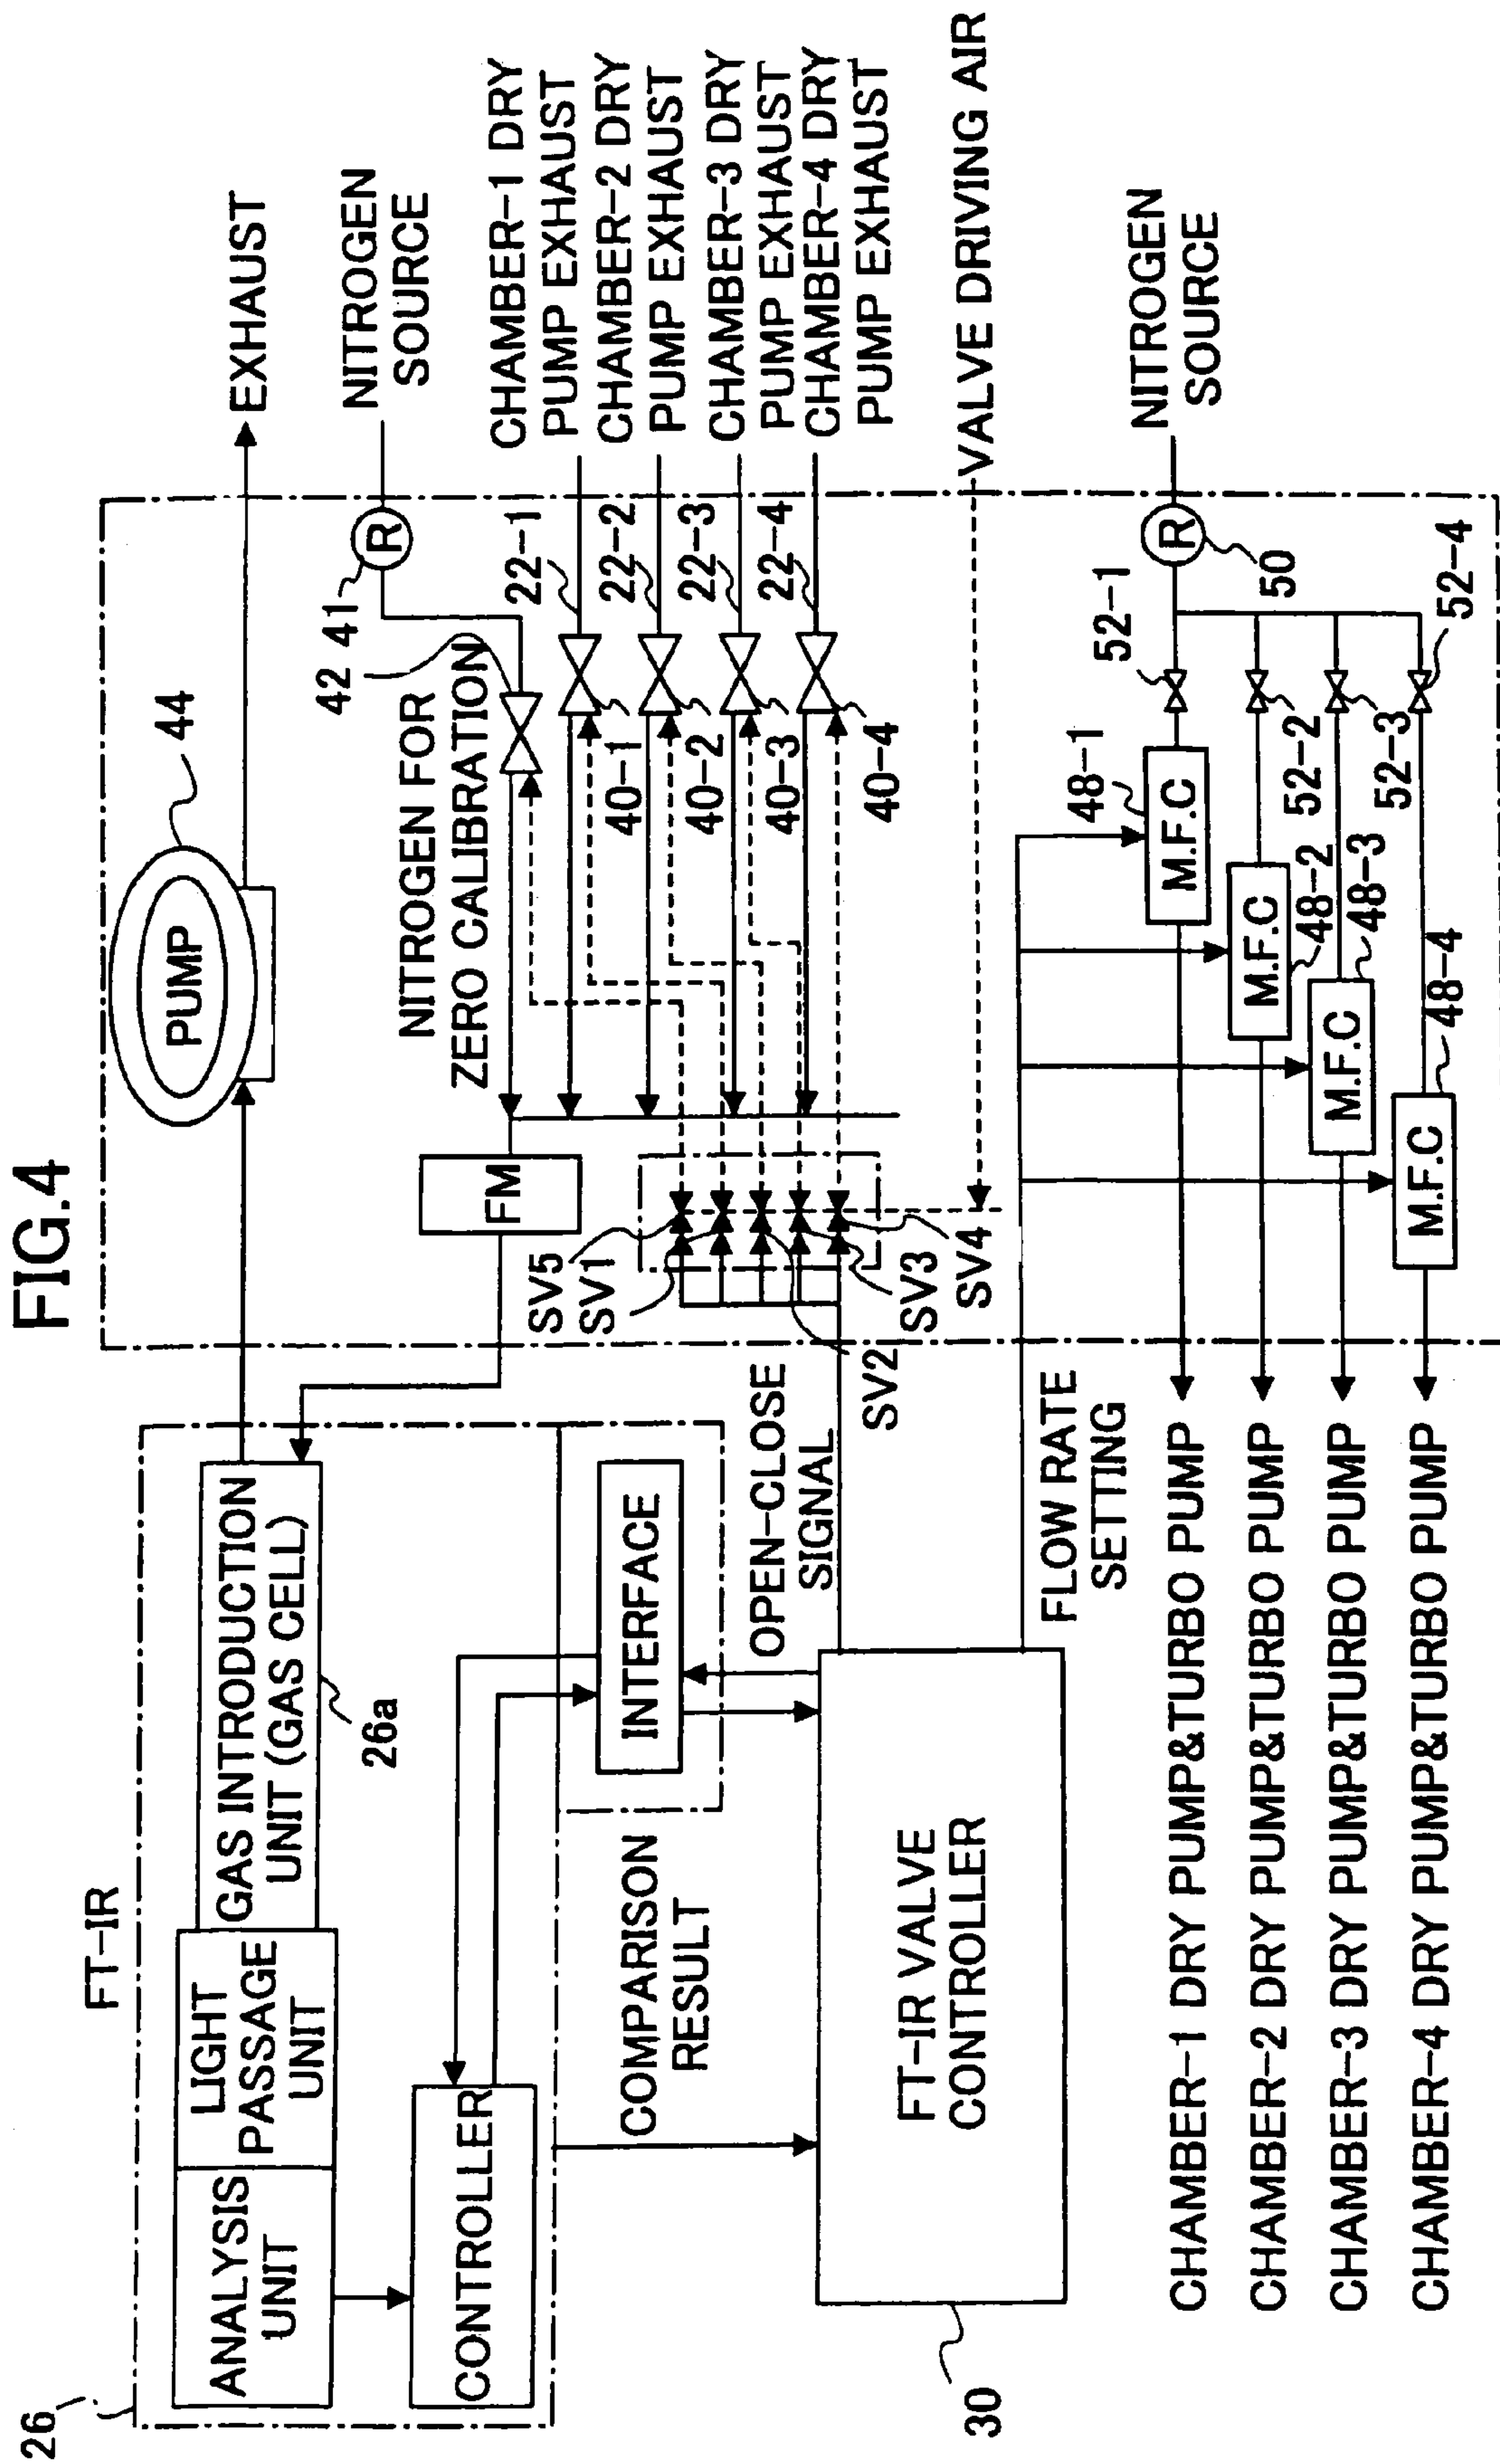 FIG.4
26
FT-IR
ANALYSIS
UNIT
LIGHT
PASSAGE
UNIT
GAS INTRODUCTION
UNIT (GAS CELL)
26a
CONTROLLER
INTERFACE
COMPARISON
RESULT
FT-IR VALVE
CONTROLLER
30
OPEN-CLOSE
SIGNAL
FLOW RATE
SETTING
PUMP
44
EXHAUST
NITROGEN
SOURCE
R
41
42
NITROGEN FOR
ZERO CALIBRATION
FM
SV5
SV1
SV2
SV3
SV4
22-1
22-2
22-3
22-4
40-1
40-2
40-3
40-4
CHAMBER-1 DRY
PUMP EXHAUST
CHAMBER-2 DRY
PUMP EXHAUST
CHAMBER-3 DRY
PUMP EXHAUST
CHAMBER-4 DRY
PUMP EXHAUST
VALVE DRIVING AIR
NITROGEN
SOURCE
R
50
52-1
52-2
52-3
52-4
48-1
M.F.C
48-2
M.F.C
48-3
M.F.C
48-4
M.F.C
CHAMBER-1 DRY PUMP&TURBO PUMP
CHAMBER-2 DRY PUMP&TURBO PUMP
CHAMBER-3 DRY PUMP&TURBO PUMP
CHAMBER-4 DRY PUMP&TURBO PUMP